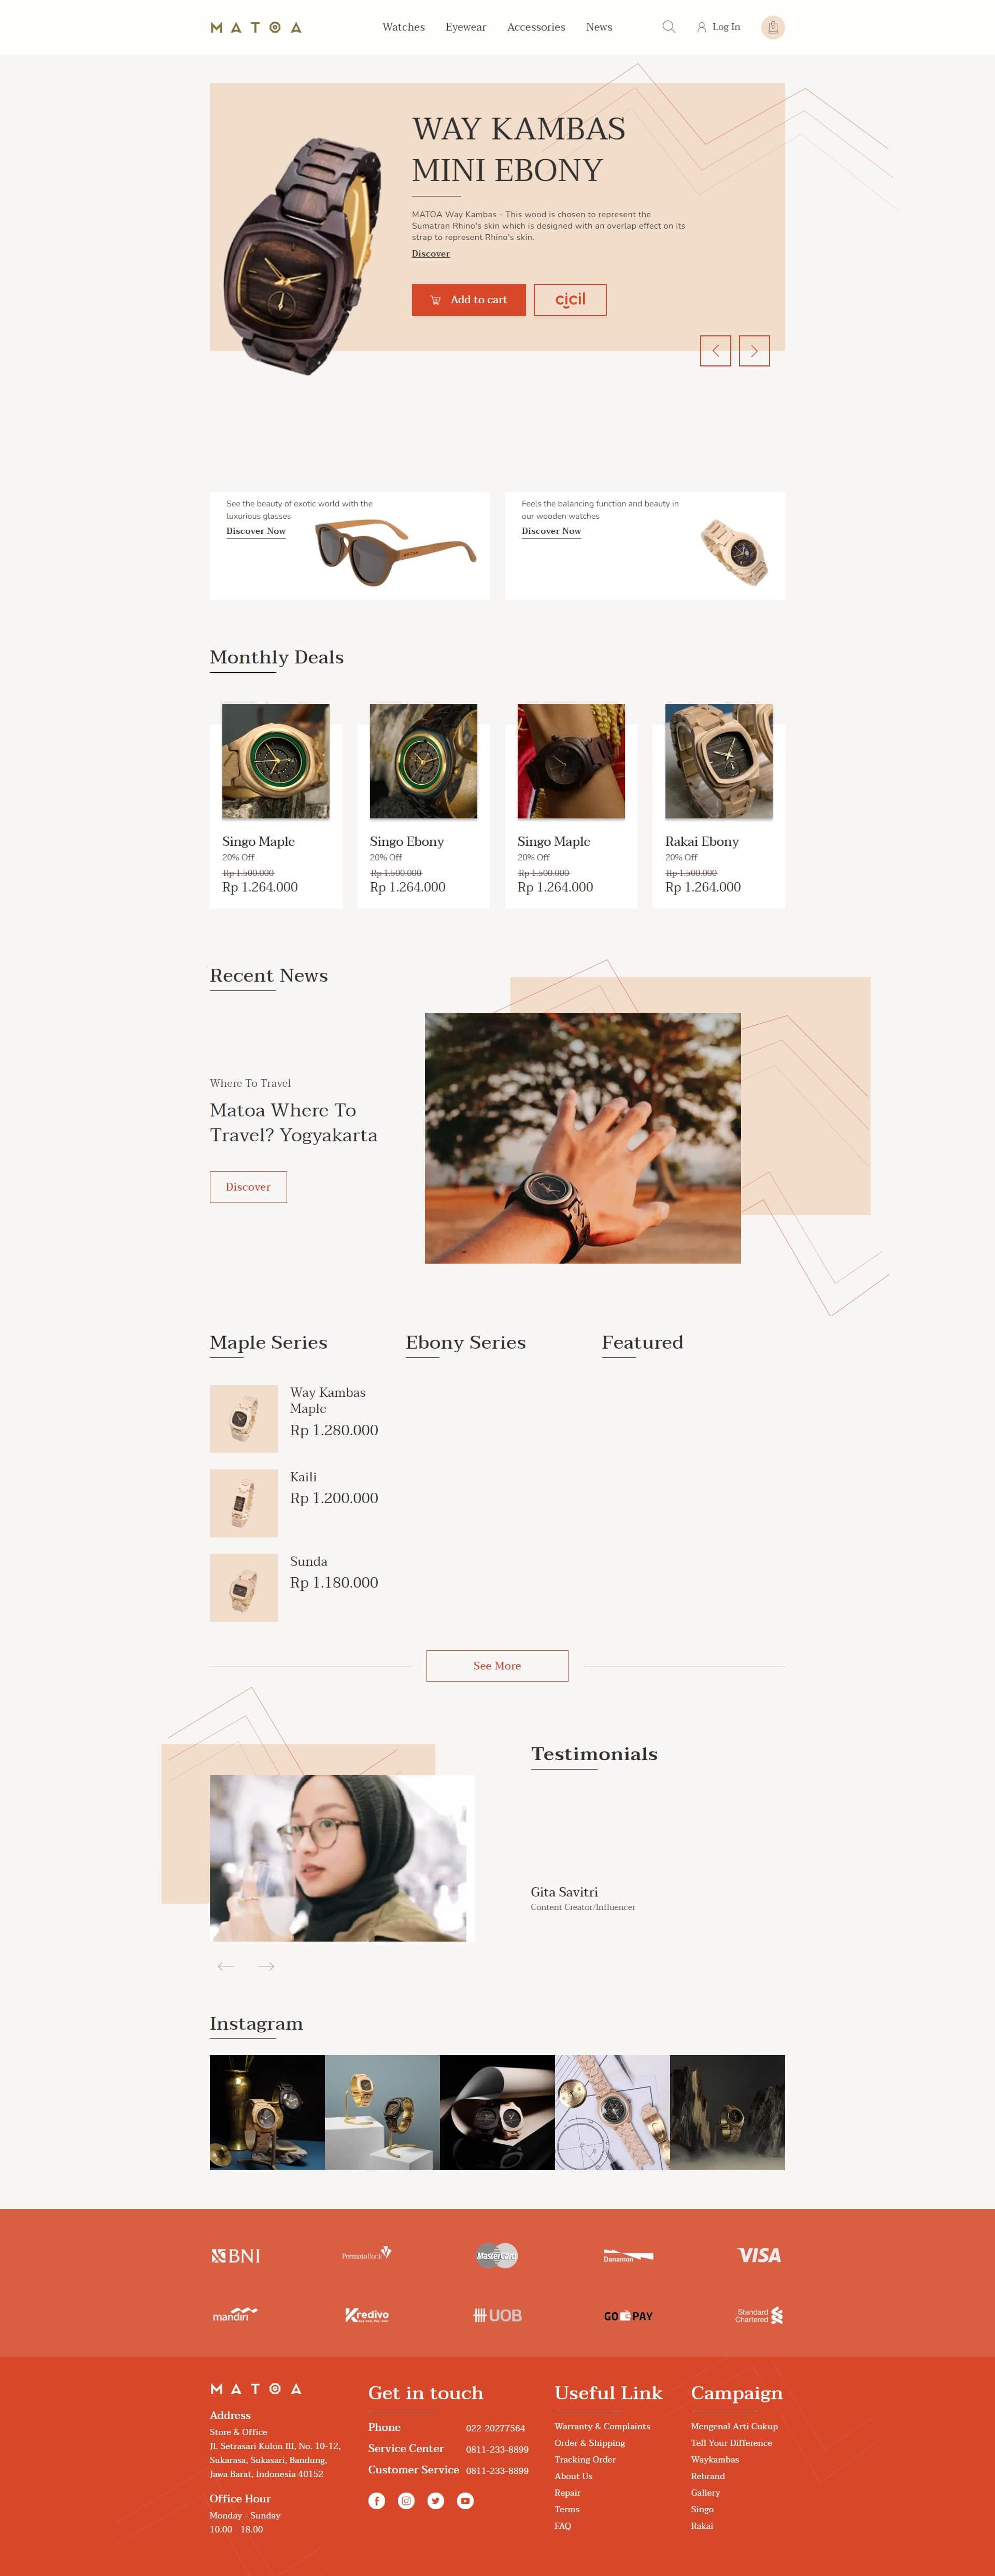 MATOA
Watches Eyewear Accessories News
Log In
WAY KAMBAS
MINI EBONY
MATOA Way Kambas - This wood is chosen to represent the
Sumatran Rhino's skin which is designed with an overlap effect on its
strap to represent Rhino's skin.
Discover
Add to cart
cicil
See the beauty of exotic world with the
luxurious glasses
Discover Now
Feels the balancing function and beauty in
our wooden watches
Discover Now
Monthly Deals
Singo Maple
20% Off
Rp 1.500.000
Rp 1.264.000
Singo Ebony
20% Off
Rp 1.500.000
Rp 1.264.000
Singo Maple
20% Off
Rp 1.500.000
Rp 1.264.000
Rakai Ebony
20% Off
Rp 1.500.000
Rp 1.264.000
Recent News
Where To Travel
Matoa Where To
Travel? Yogyakarta
Discover
Maple Series
Ebony Series
Featured
Way Kambas
Maple
Rp 1.280.000
Kaili
Rp 1.200.000
Sunda
Rp 1.180.000
See More
Testimonials
Gita Savitri
Content Creator/Influencer
Instagram
BNI
PermataBank
MasterCard
Danamon
VISA
mandiri
Kredivo
UOB
GO PAY
Standard
Chartered
MATOA
Address
Store & Office
Jl. Setrasari Kulon III, No. 10-12,
Sukarasa, Sukasari, Bandung,
Jawa Barat, Indonesia 40152
Office Hour
Monday - Sunday
10.00 - 18.00
Get in touch
Phone 022-20277564
Service Center 0811-233-8899
Customer Service 0811-233-8899
Useful Link
Warranty & Complaints
Order & Shipping
Tracking Order
About Us
Repair
Terms
FAQ
Campaign
Mengenal Arti Cukup
Tell Your Difference
Waykambas
Rebrand
Gallery
Singo
Rakai